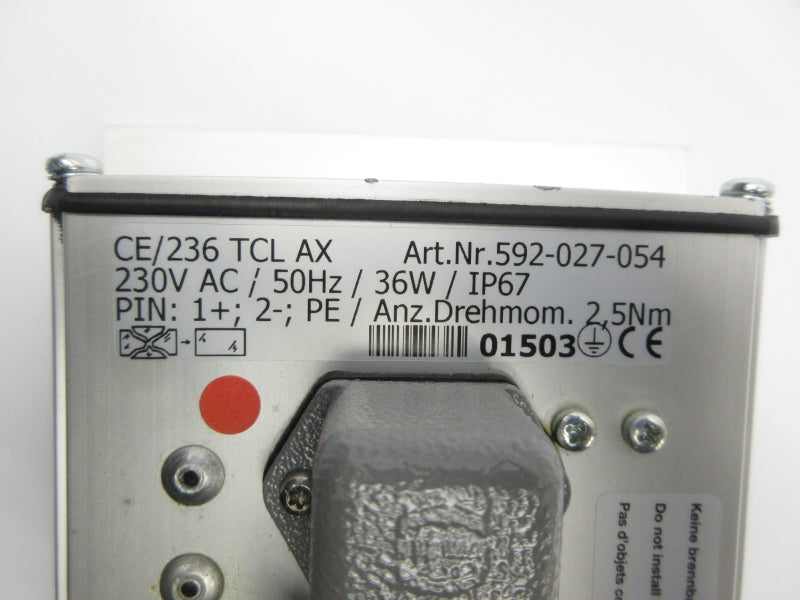 CE/236 TCL AX Art.Nr.592-027-054
230V AC / 50Hz / 36W / IP67
PIN: 1+; 2-; PE / Anz.Drehmom. 2,5Nm
01503 CE
Keine
Do not install
Pas d'objets